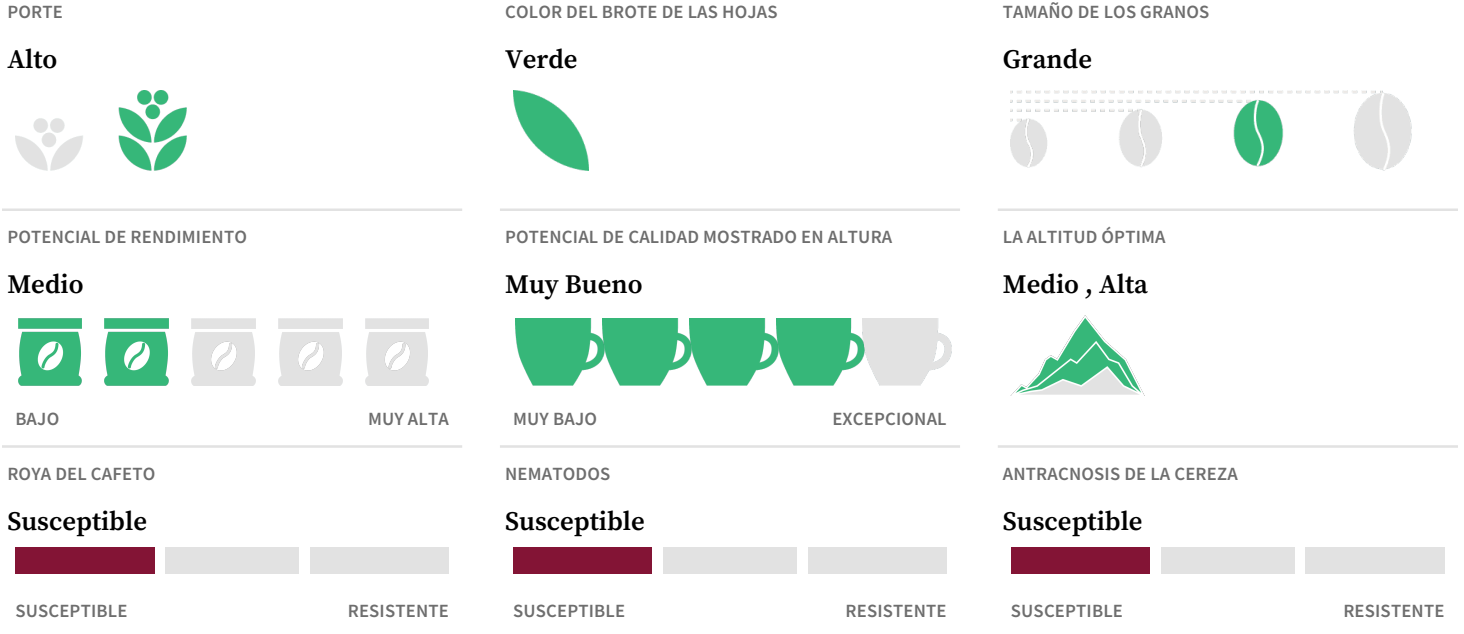 PORTE
Alto
COLOR DEL BROTE DE LAS HOJAS
Verde
TAMAÑO DE LOS GRANOS
Grande
POTENCIAL DE RENDIMIENTO
Medio
BAJO
MUY ALTA
POTENCIAL DE CALIDAD MOSTRADO EN ALTURA
Muy Bueno
MUY BAJO
EXCEPCIONAL
LA ALTITUD ÓPTIMA
Medio , Alta
ROYA DEL CAFETO
Susceptible
SUSCEPTIBLE
RESISTENTE
NEMATODOS
Susceptible
SUSCEPTIBLE
RESISTENTE
ANTRACNOSIS DE LA CEREZA
Susceptible
SUSCEPTIBLE
RESISTENTE